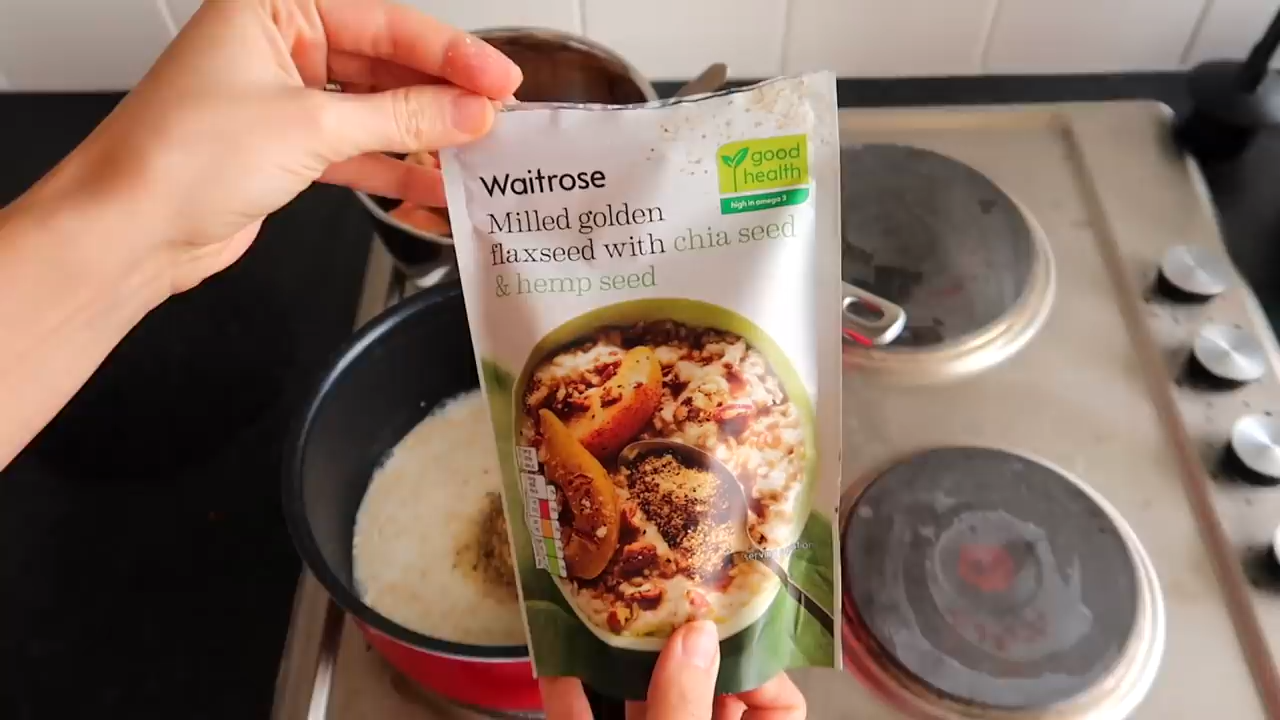 Waitrose
good
health
high in omega 3
Milled golden
flaxseed with chia seed
& hemp seed